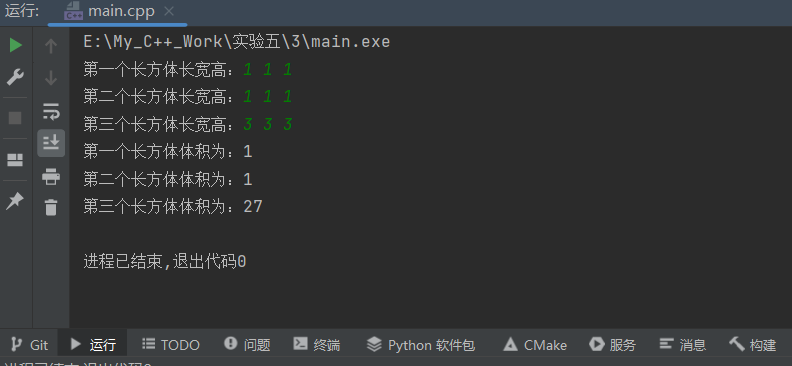 运行: main.cpp
E:\My_C++_Work\实验五\3\main.exe
第一个长方体长宽高：1 1 1
第二个长方体长宽高：1 1 1
第三个长方体长宽高：3 3 3
第一个长方体体积为：1
第二个长方体体积为：1
第三个长方体体积为：27
进程已结束,退出代码0
Git 运行 TODO 问题 终端 Python 软件包 CMake 服务 消息 构建